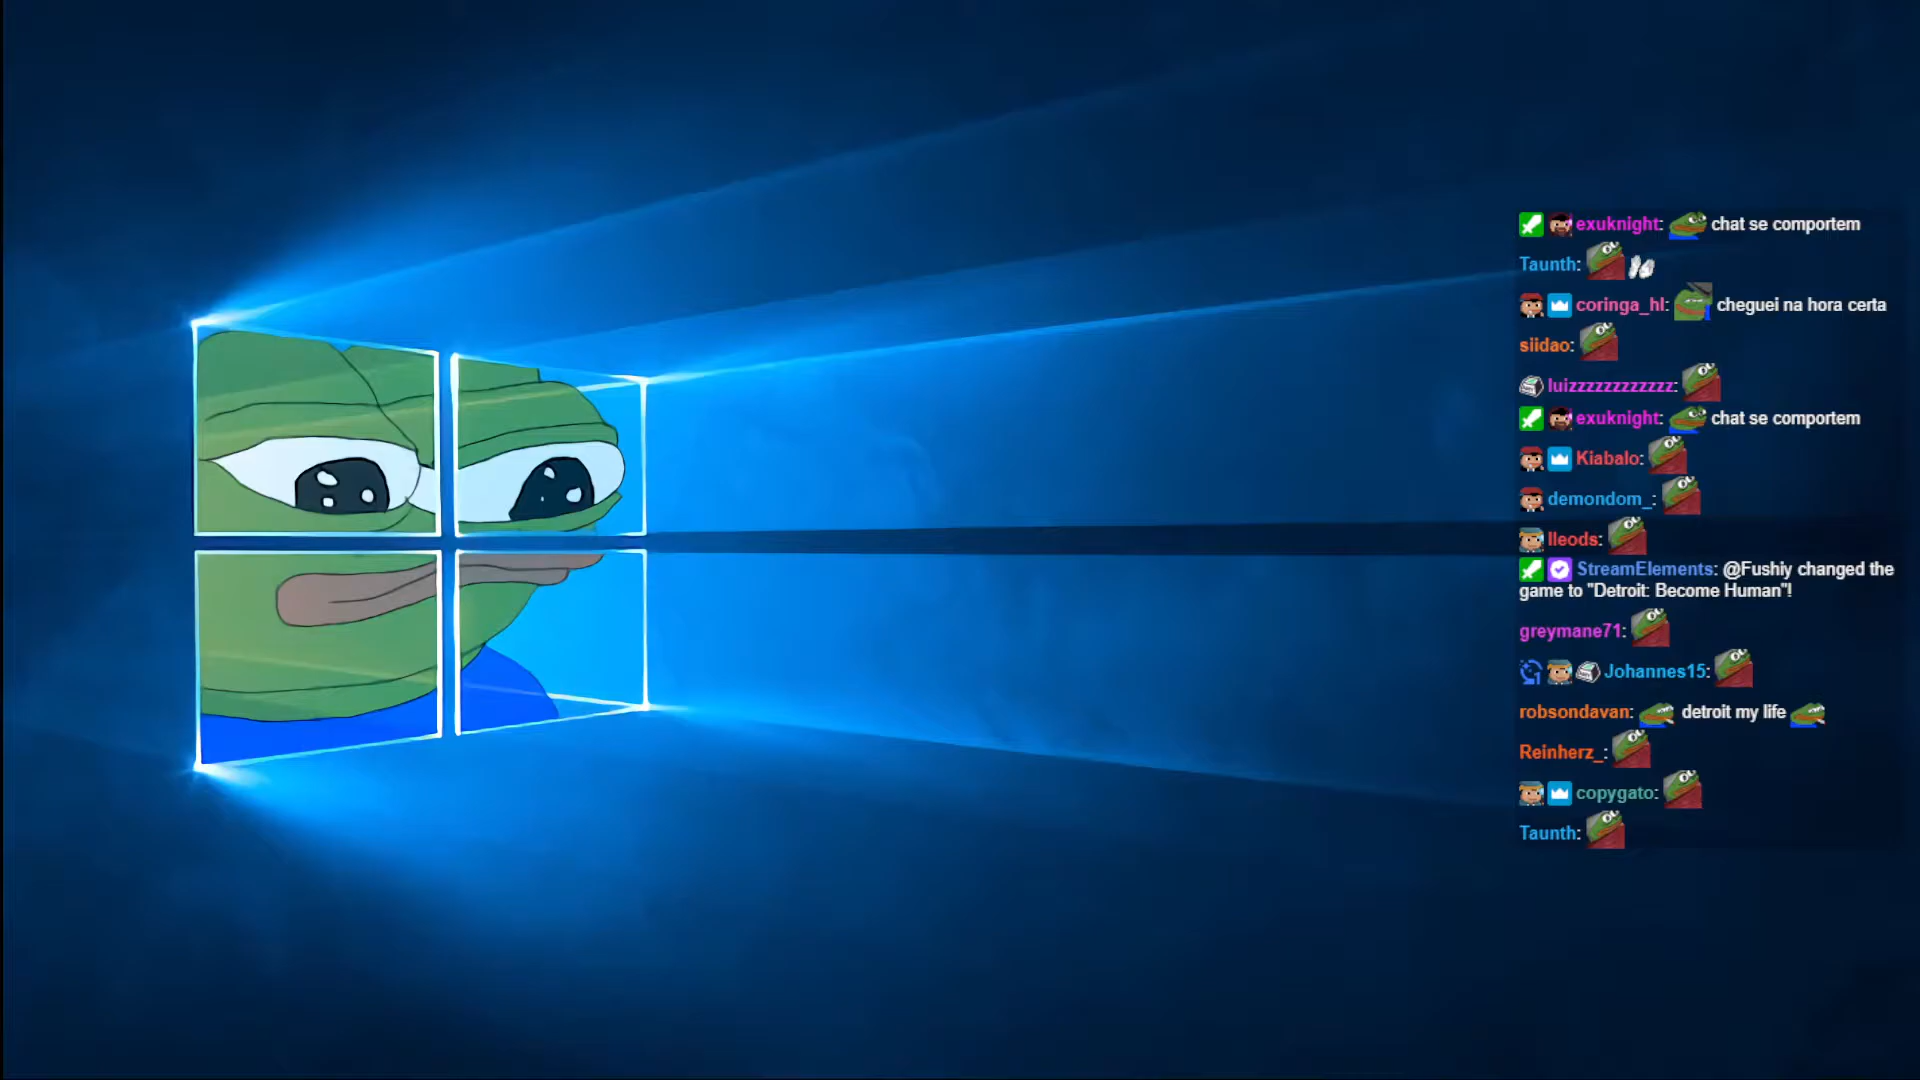 exuknight: chat se comportem
Taunth:
coringa_hl: cheguei na hora certa
siidao:
luizzzzzzzzzzzz:
exuknight: chat se comportem
Kiabalo:
demondom_:
lleods:
StreamElements: @Fushiy changed the
game to "Detroit: Become Human"!
greymane71:
Johannes15:
robsondavan: detroit my life
Reinherz_:
copygato:
Taunth: